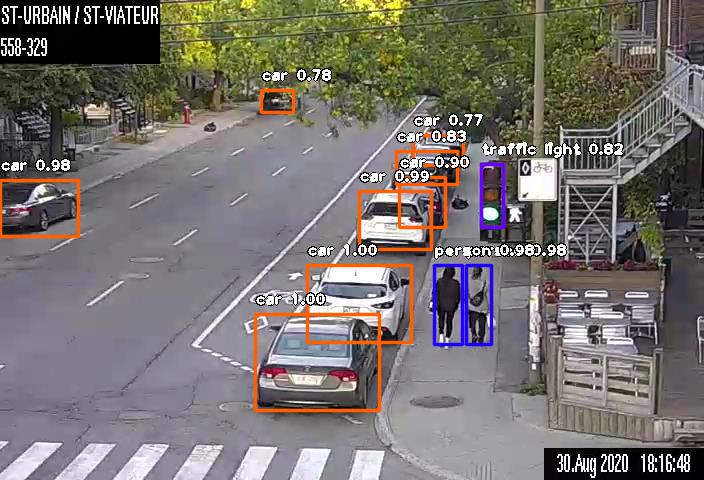 ST-URBAIN / ST-VIATEUR
558-329
car 0.78
car 0.77
car 0.83
car 0.90
traffic light 0.82
car 0.98
car 0.99
person 0.98
0.98
car 1.00
car 1.00
30.Aug 2020 18:16:48